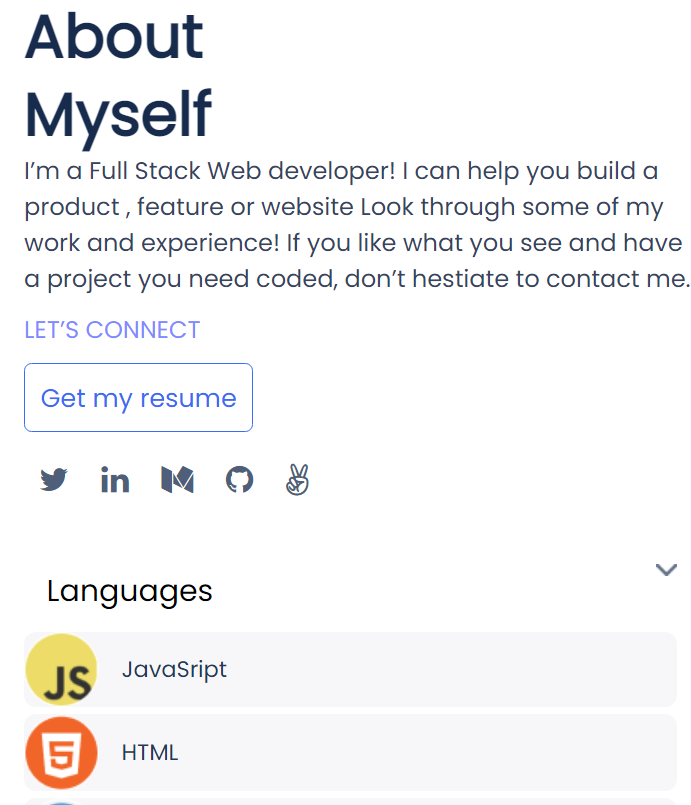 About
Myself
I’m a Full Stack Web developer! I can help you build a
product , feature or website Look through some of my
work and experience! If you like what you see and have
a project you need coded, don’t hestiate to contact me.
LET’S CONNECT
Get my resume
in
Languages
JS JavaSript
5 HTML